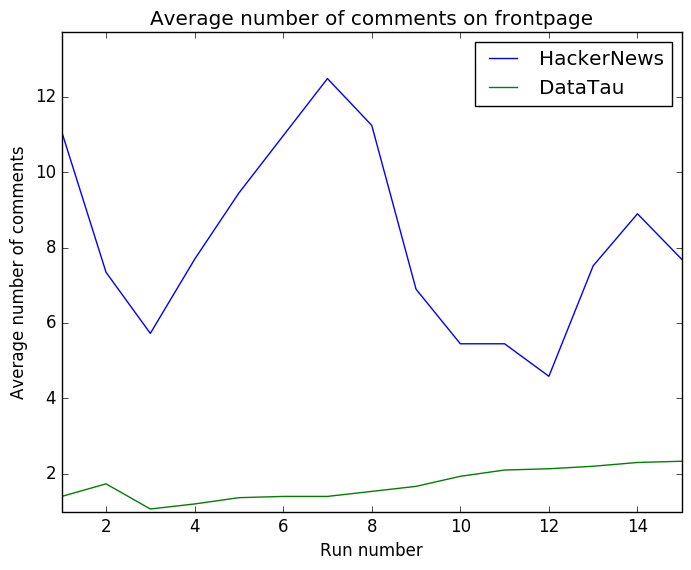 Average number of comments on frontpage
HackerNews
DataTau
12
10
8
6
4
2
Average number of comments
2 4 6 8 10 12 14
Run number